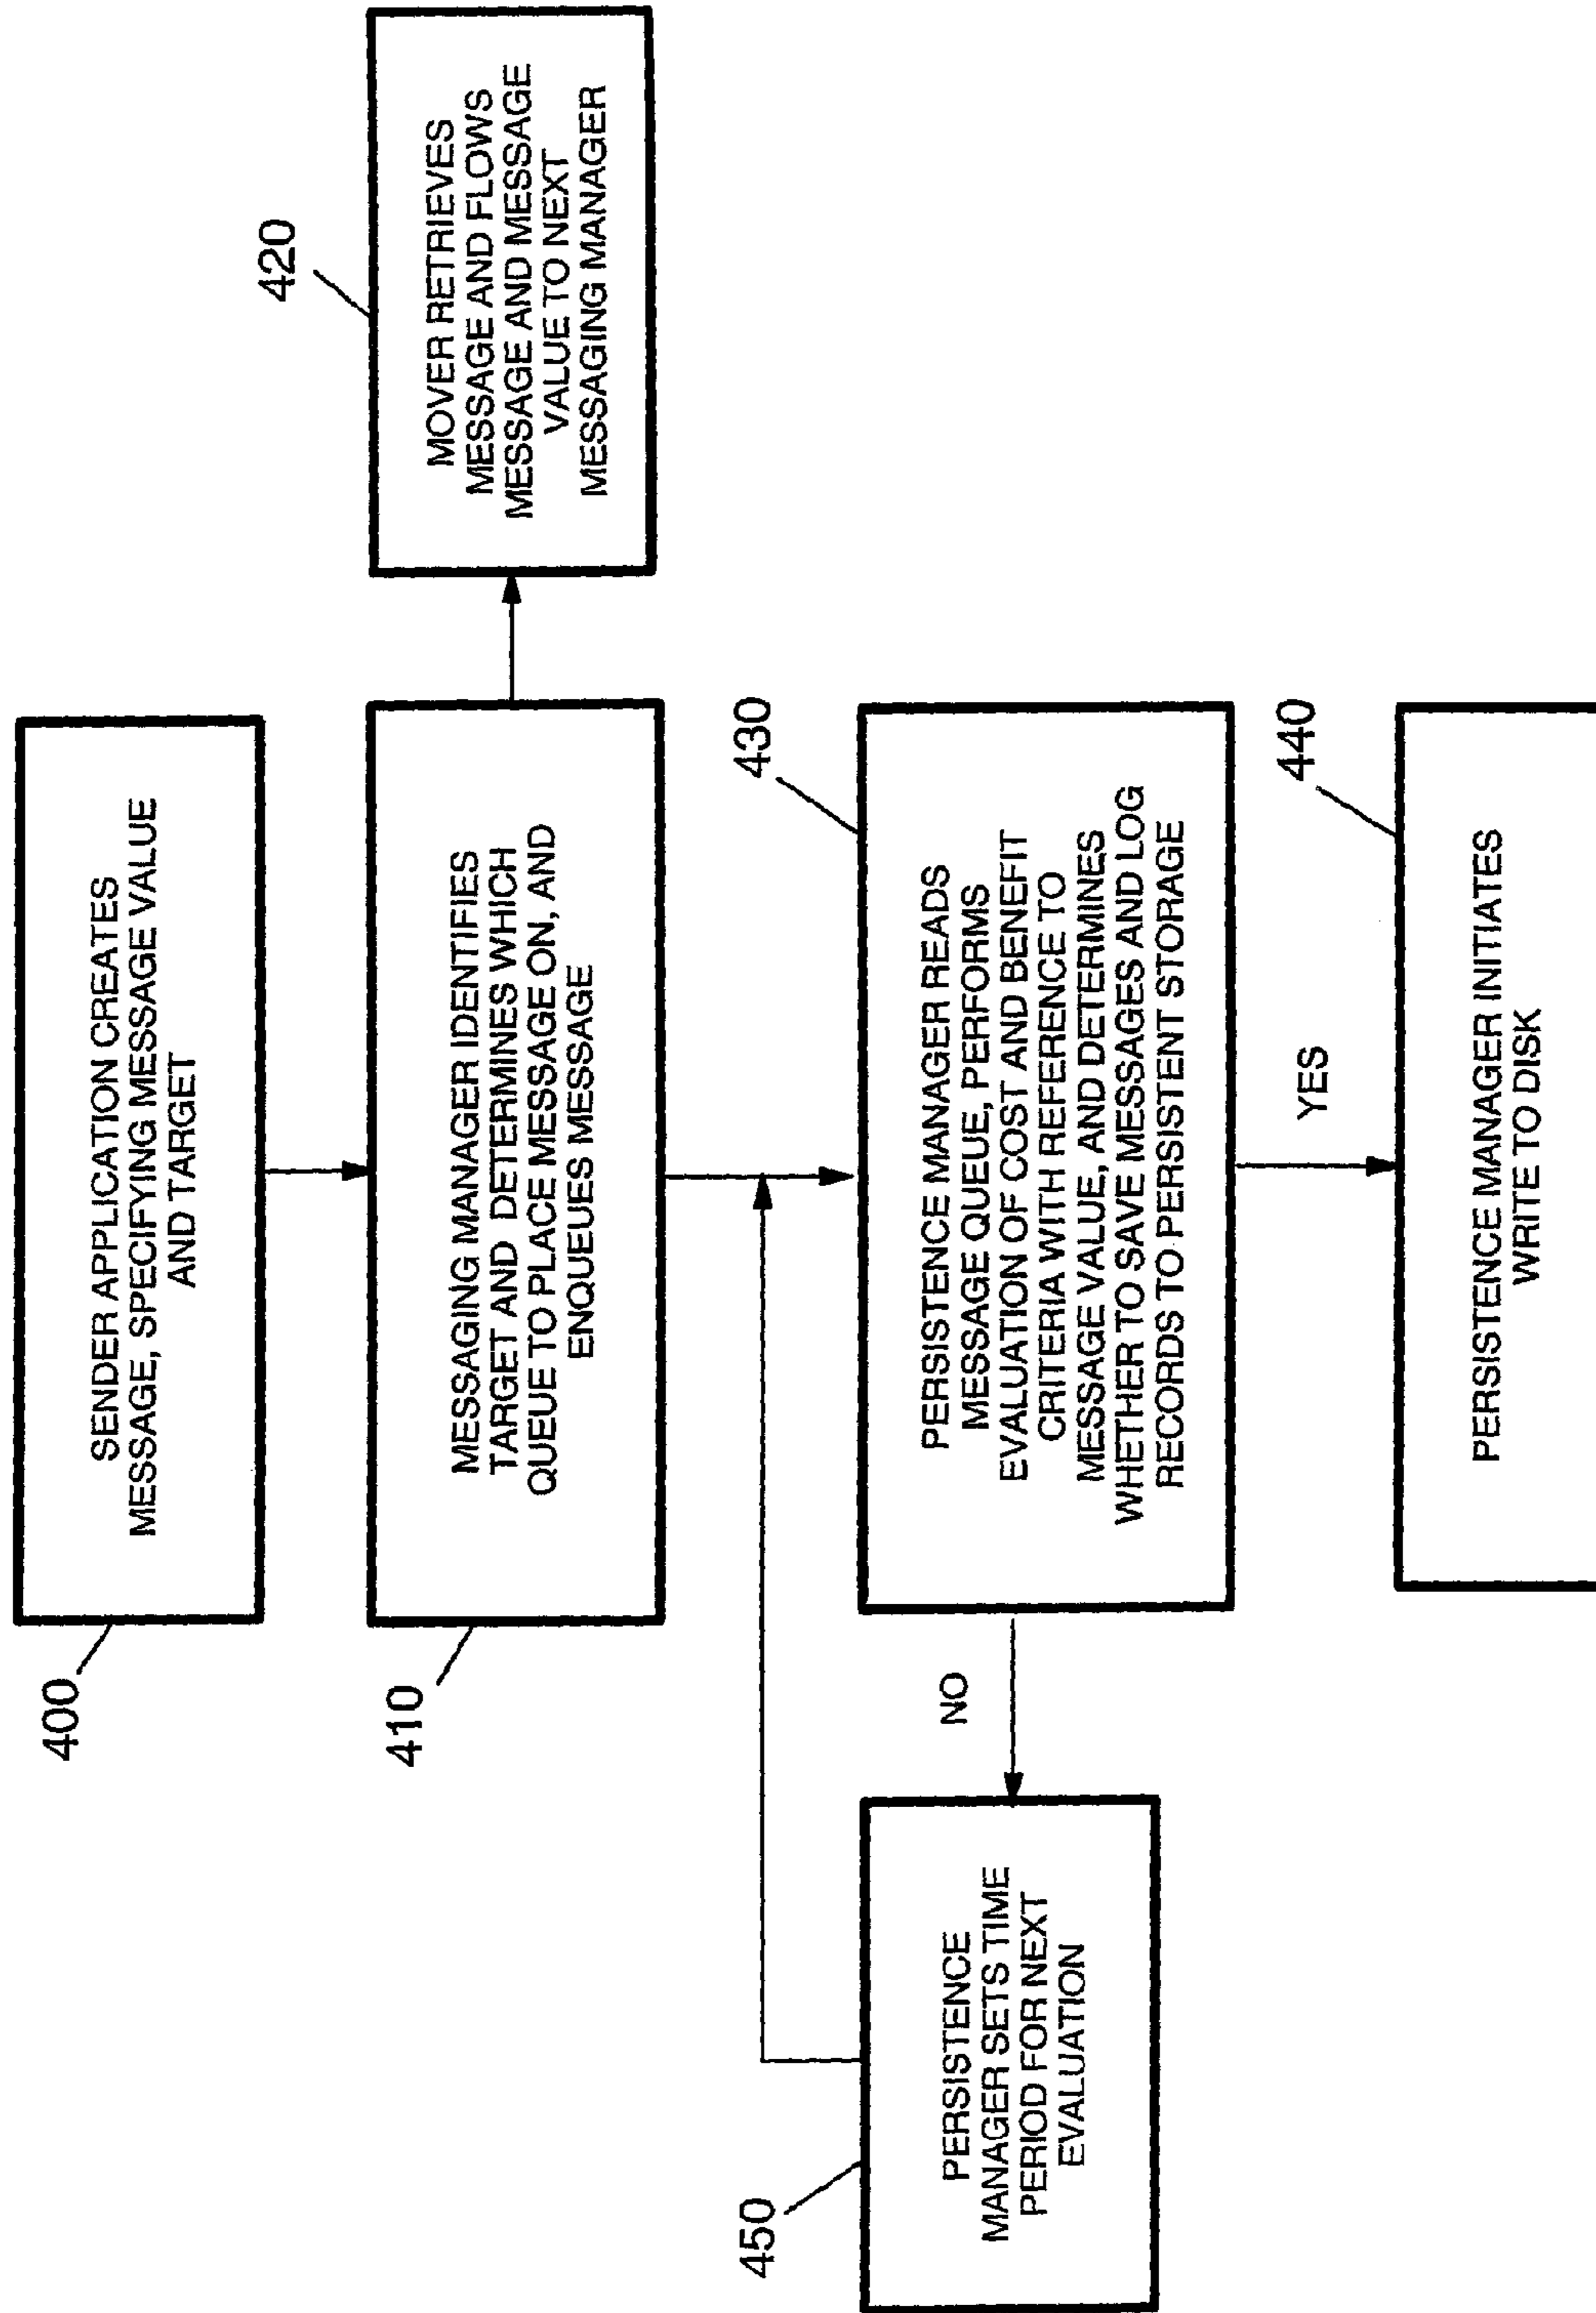 400
SENDER APPLICATION CREATES
MESSAGE, SPECIFYING MESSAGE VALUE
AND TARGET
410
MESSAGING MANAGER IDENTIFIES
TARGET AND DETERMINES WHICH
QUEUE TO PLACE MESSAGE ON, AND
ENQUEUES MESSAGE
420
MOVER RETRIEVES
MESSAGE AND FLOWS
MESSAGE AND MESSAGE
VALUE TO NEXT
MESSAGING MANAGER
430
PERSISTENCE MANAGER READS
MESSAGE QUEUE, PERFORMS
EVALUATION OF COST AND BENEFIT
CRITERIA WITH REFERENCE TO
MESSAGE VALUE, AND DETERMINES
WHETHER TO SAVE MESSAGES AND LOG
RECORDS TO PERSISTENT STORAGE
NO
450
PERSISTENCE
MANAGER SETS TIME
PERIOD FOR NEXT
EVALUATION
YES
440
PERSISTENCE MANAGER INITIATES
WRITE TO DISK